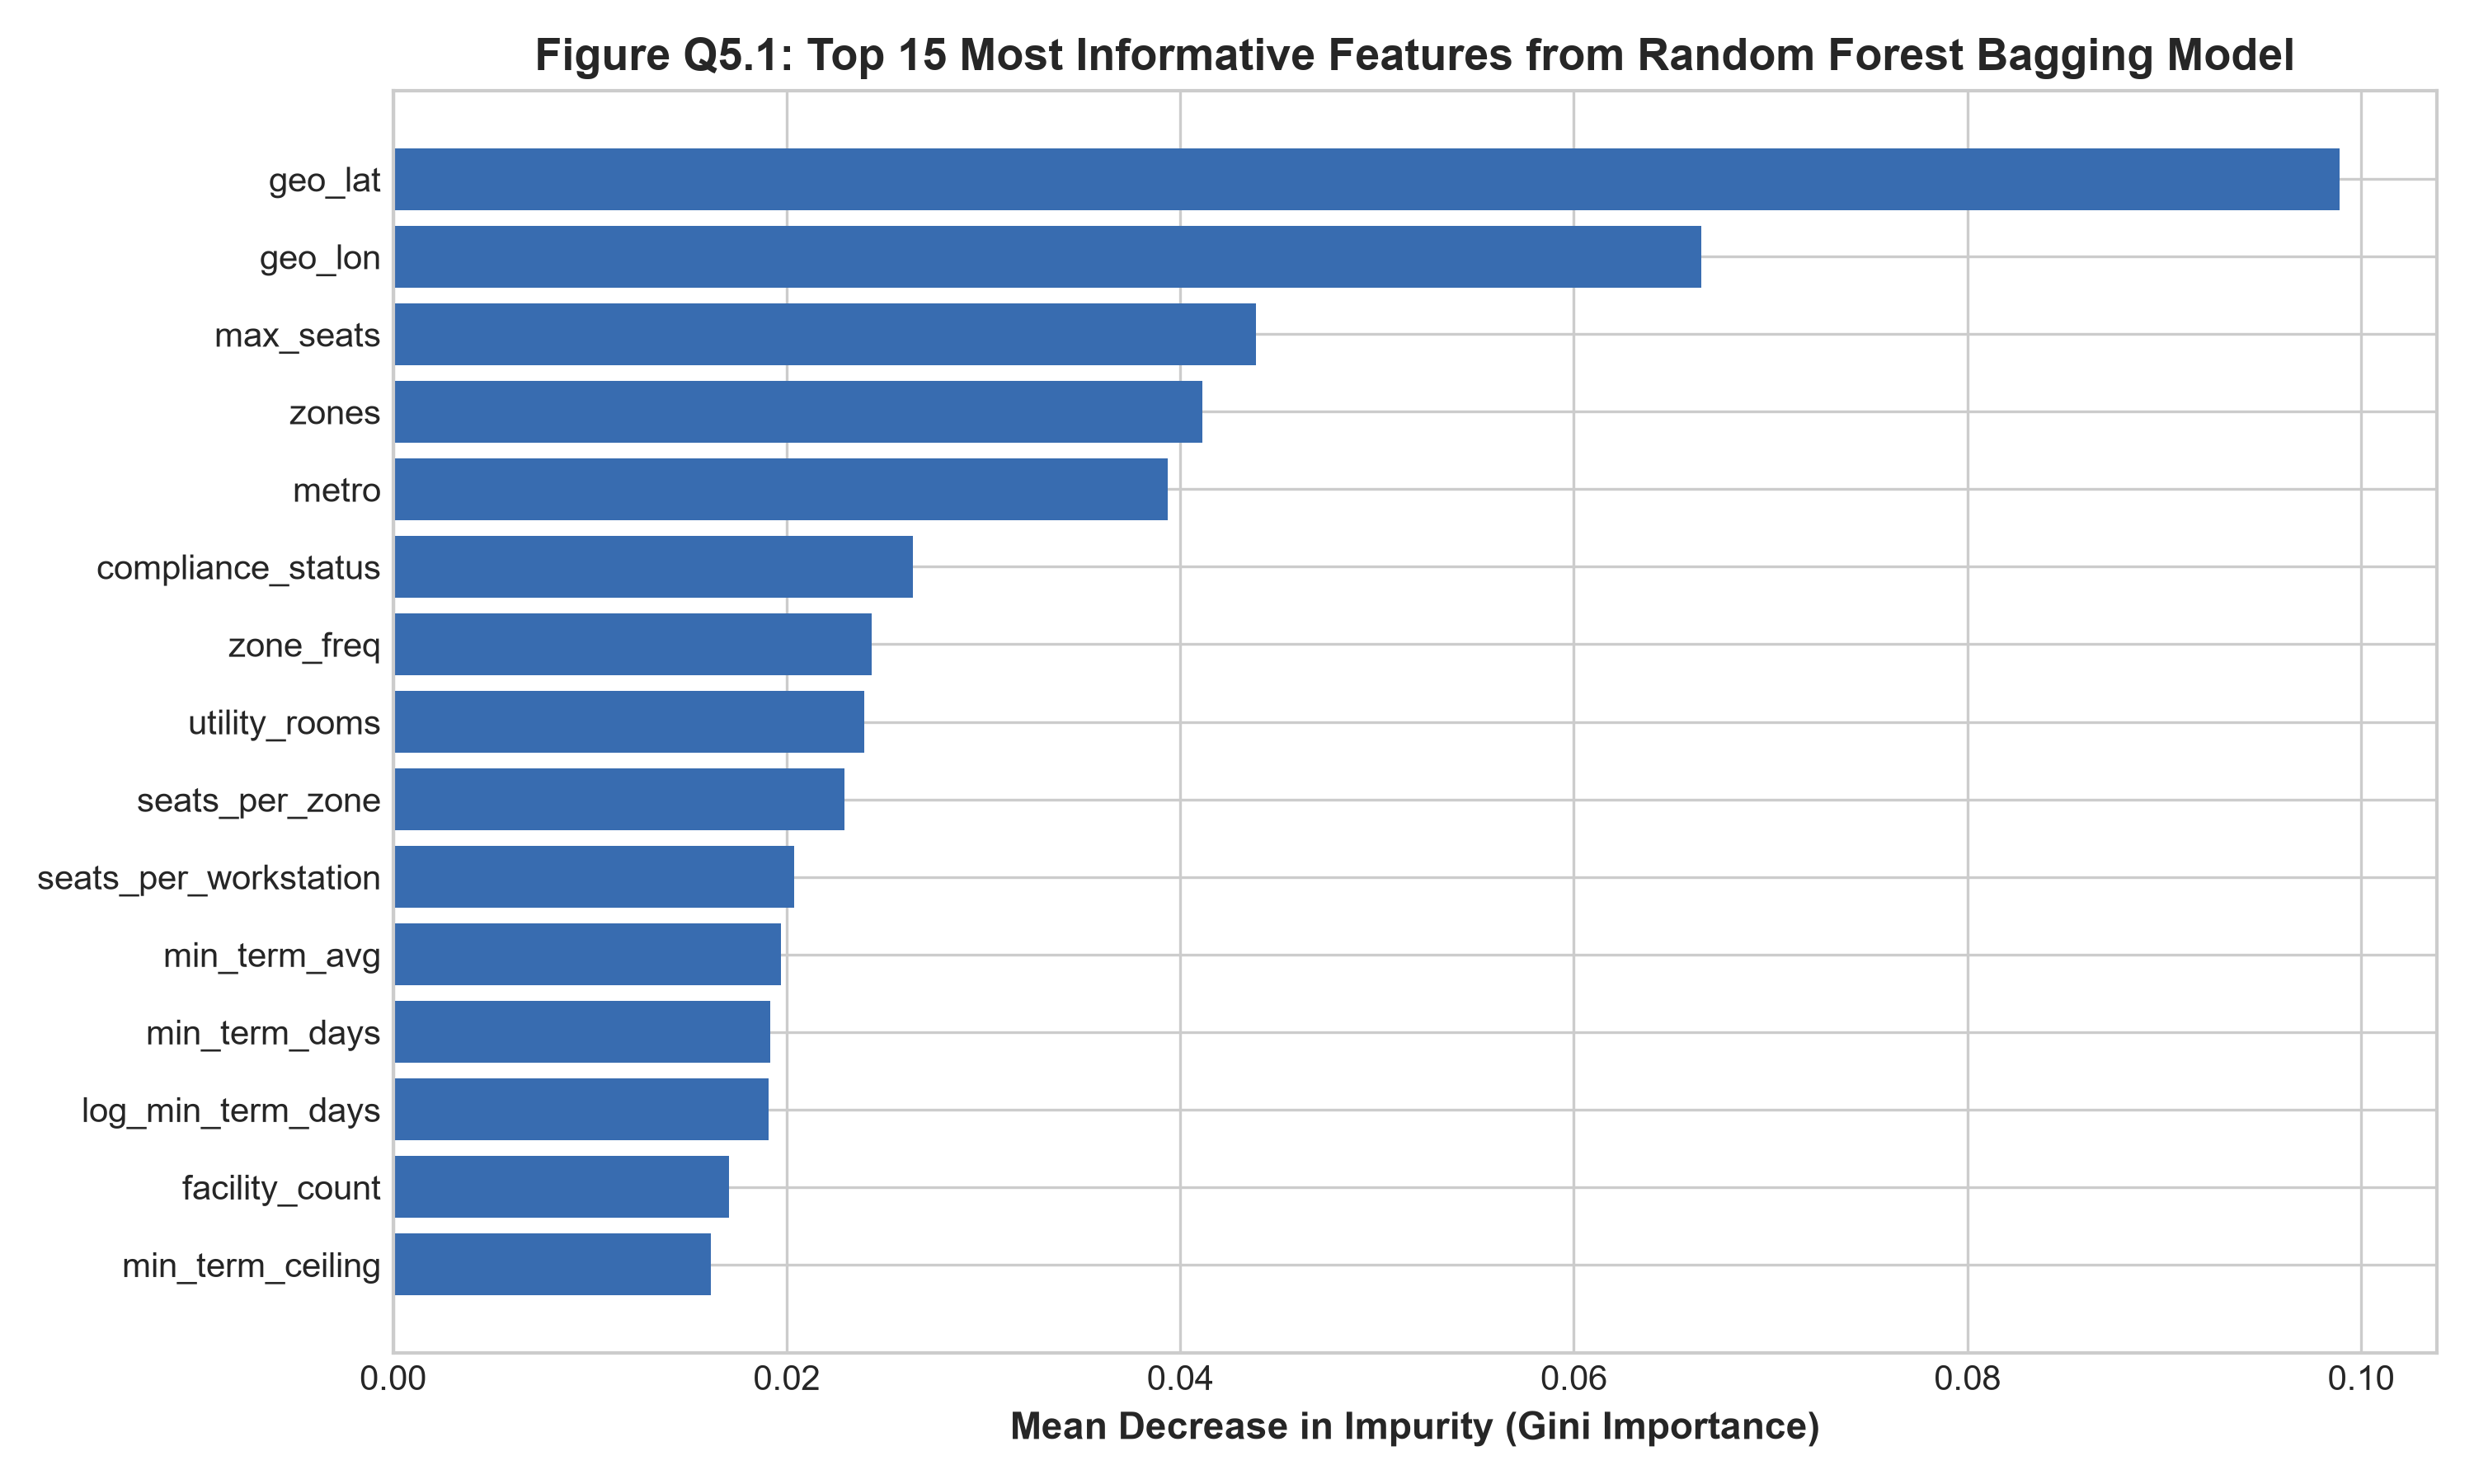 Figure Q5.1: Top 15 Most Informative Features from Random Forest Bagging Model
geo_lat
geo_lon
max_seats
zones
metro
compliance_status
zone_freq
utility_rooms
seats_per_zone
seats_per_workstation
min_term_avg
min_term_days
log_min_term_days
facility_count
min_term_ceiling
0.00 0.02 0.04 0.06 0.08 0.10
Mean Decrease in Impurity (Gini Importance)